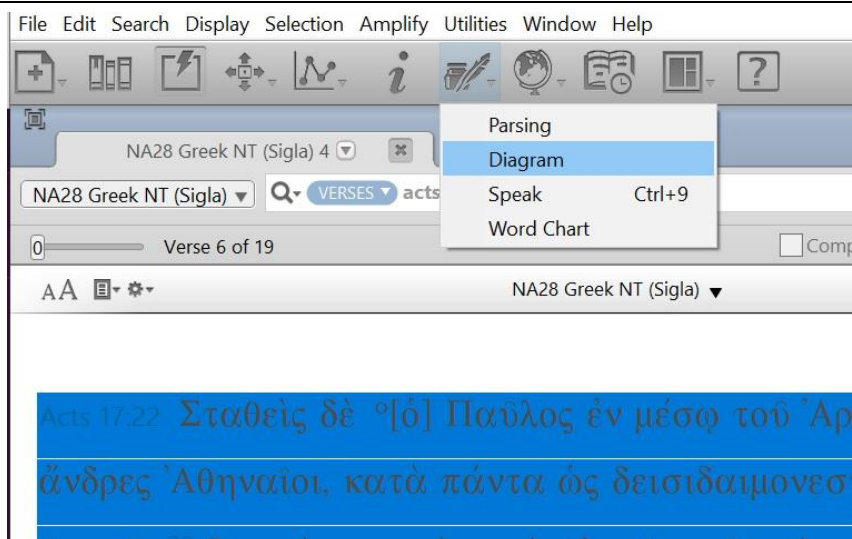 File Edit Search Display Selection Amplify Utilities Window Help
Parsing
Diagram
Speak Ctrl+9
Word Chart
NA28 Greek NT (Sigla) 4
NA28 Greek NT (Sigla) VERSES acts
0 Verse 6 of 19 Comp
AA NA28 Greek NT (Sigla)
Acts 17:22 Σταθεὶς δὲ °[ὁ] Παῦλος ἐν μέσῳ τοῦ Ἀρ
ἄνδρες Ἀθηναῖοι, κατὰ πάντα ὡς δεισιδαιμονεσ